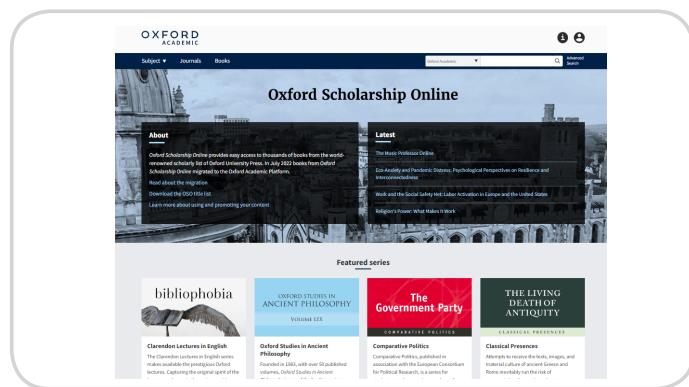 OXFORD
ACADEMIC
Subject ▼ Journals Books
Oxford Academic ▼
Advanced
Search
Oxford Scholarship Online
About
Oxford Scholarship Online provides easy access to thousands of books from the world-
renowned scholarly list of Oxford University Press. In July 2022 books from Oxford
Scholarship Online migrated to the Oxford Academic Platform.
Read about the migration
Download the OSO title list
Learn more about using and promoting your content
Latest
The Music Professor Online
Eco-Anxiety and Pandemic Distress: Psychological Perspectives on Resilience and
Interconnectedness
Work and the Social Safety Net: Labor Activation in Europe and the United States
Religion's Power: What Makes It Work
Featured series
bibliophobia
Clarendon Lectures in English
The Clarendon Lectures in English series
makes available the prestigious Oxford
lectures. Capturing the original spirit of the
OXFORD STUDIES IN
ANCIENT PHILOSOPHY
VOLUME LIX
Oxford Studies in Ancient
Philosophy
Founded in 1983, with over 50 published
volumes, Oxford Studies in Ancient
The
Government Party
COMPARATIVE POLITICS
Comparative Politics
Comparative Politics, published in
association with the European Consortium
for Political Research, is a series for
THE LIVING
DEATH OF
ANTIQUITY
CLASSICAL PRESENCES
Classical Presences
Attempts to receive the texts, images, and
material culture of ancient Greece and
Rome inevitably run the risk of